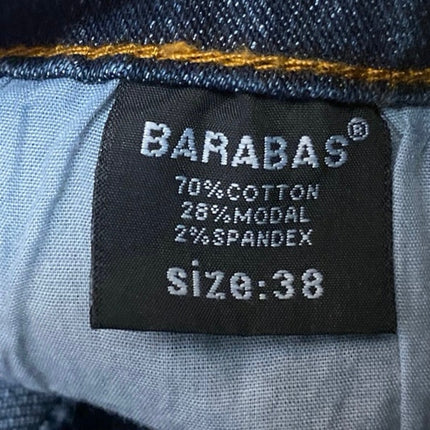 BARABAS®
70%COTTON
28%MODAL
2%SPANDEX
size:38